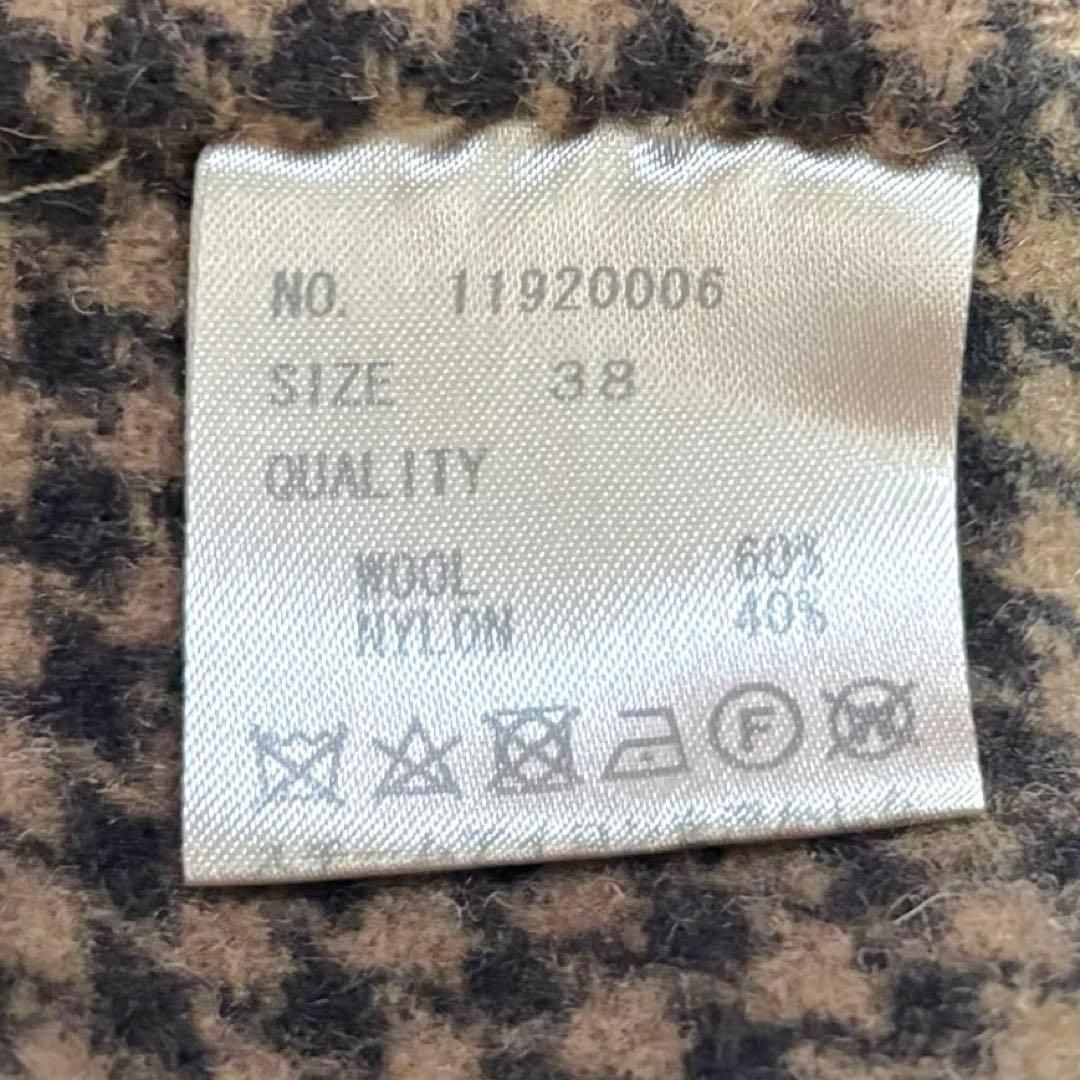 NO. 11920006
SIZE 38
QUALITY
WOOL 60%
NYLON 40%
F W